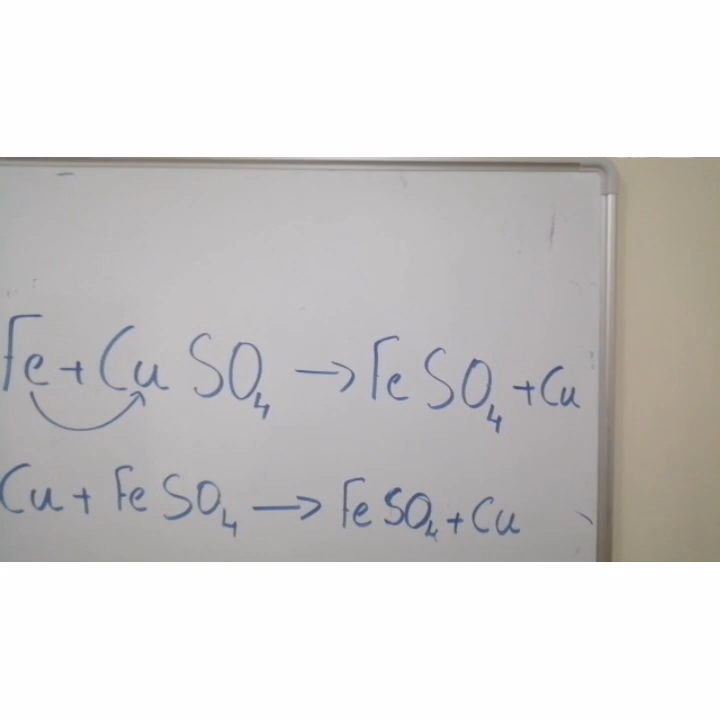 Fe + CuSO₄ → FeSO₄ + Cu
Cu + FeSO₄ → FeSO₄ + Cu